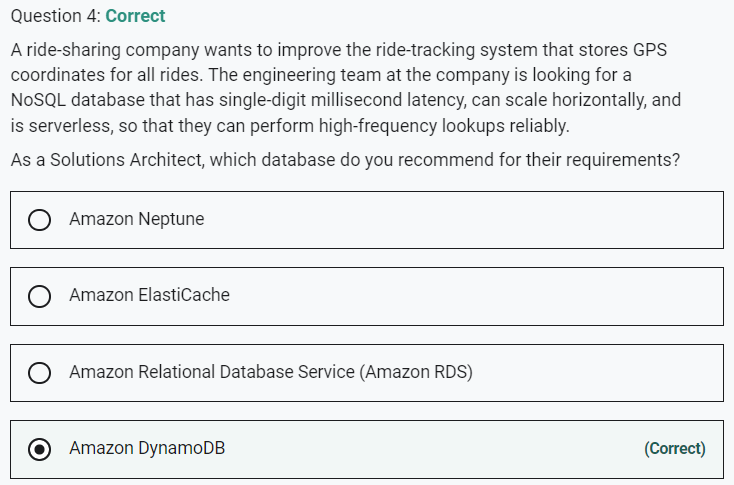 Question 4: Correct
A ride-sharing company wants to improve the ride-tracking system that stores GPS
coordinates for all rides. The engineering team at the company is looking for a
NoSQL database that has single-digit millisecond latency, can scale horizontally, and
is serverless, so that they can perform high-frequency lookups reliably.
As a Solutions Architect, which database do you recommend for their requirements?
Amazon Neptune
Amazon ElastiCache
Amazon Relational Database Service (Amazon RDS)
Amazon DynamoDB (Correct)